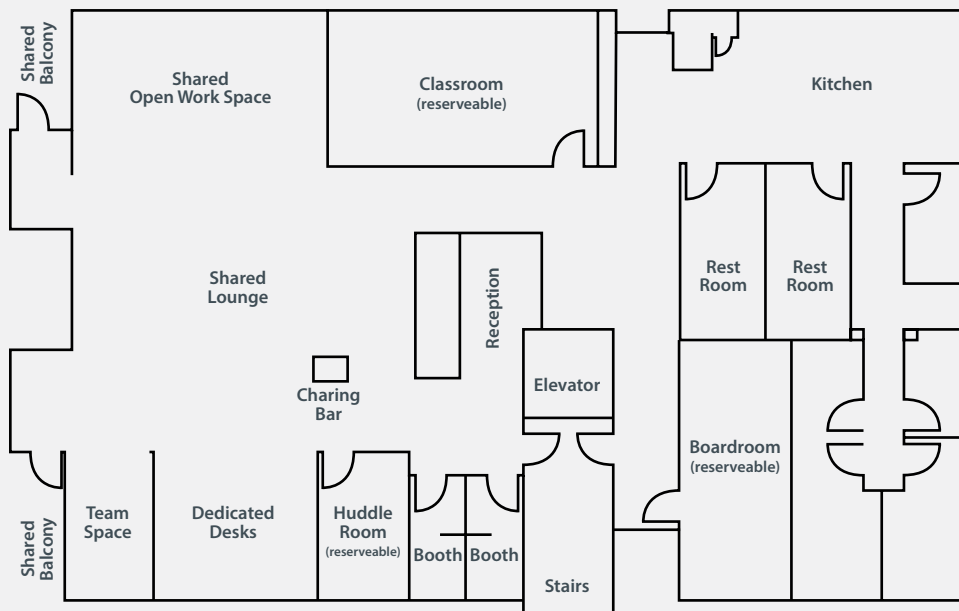 Shared
Balcony
Shared
Open Work Space
Classroom
(reserveable)
Kitchen
Shared
Lounge
Reception
Rest
Room
Rest
Room
Elevator
Charing
Bar
Boardroom
(reserveable)
Shared
Balcony
Team
Space
Dedicated
Desks
Huddle
Room
(reserveable)
Booth
Booth
Stairs